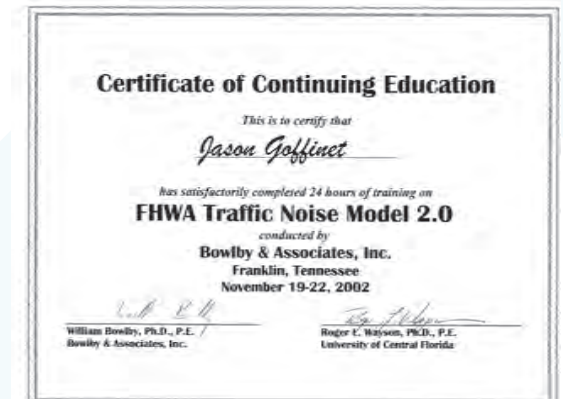 Certificate of Continuing Education
This is to certify that
Jason Goffinet
has satisfactorily completed 24 hours of training on
FHWA Traffic Noise Model 2.0
conducted by
Bowlby & Associates, Inc.
Franklin, Tennessee
November 19-22, 2002
William Bowlby, Ph.D., P.E.
Bowlby & Associates, Inc.
Roger L. Wayson, Ph.D., P.E.
University of Central Florida